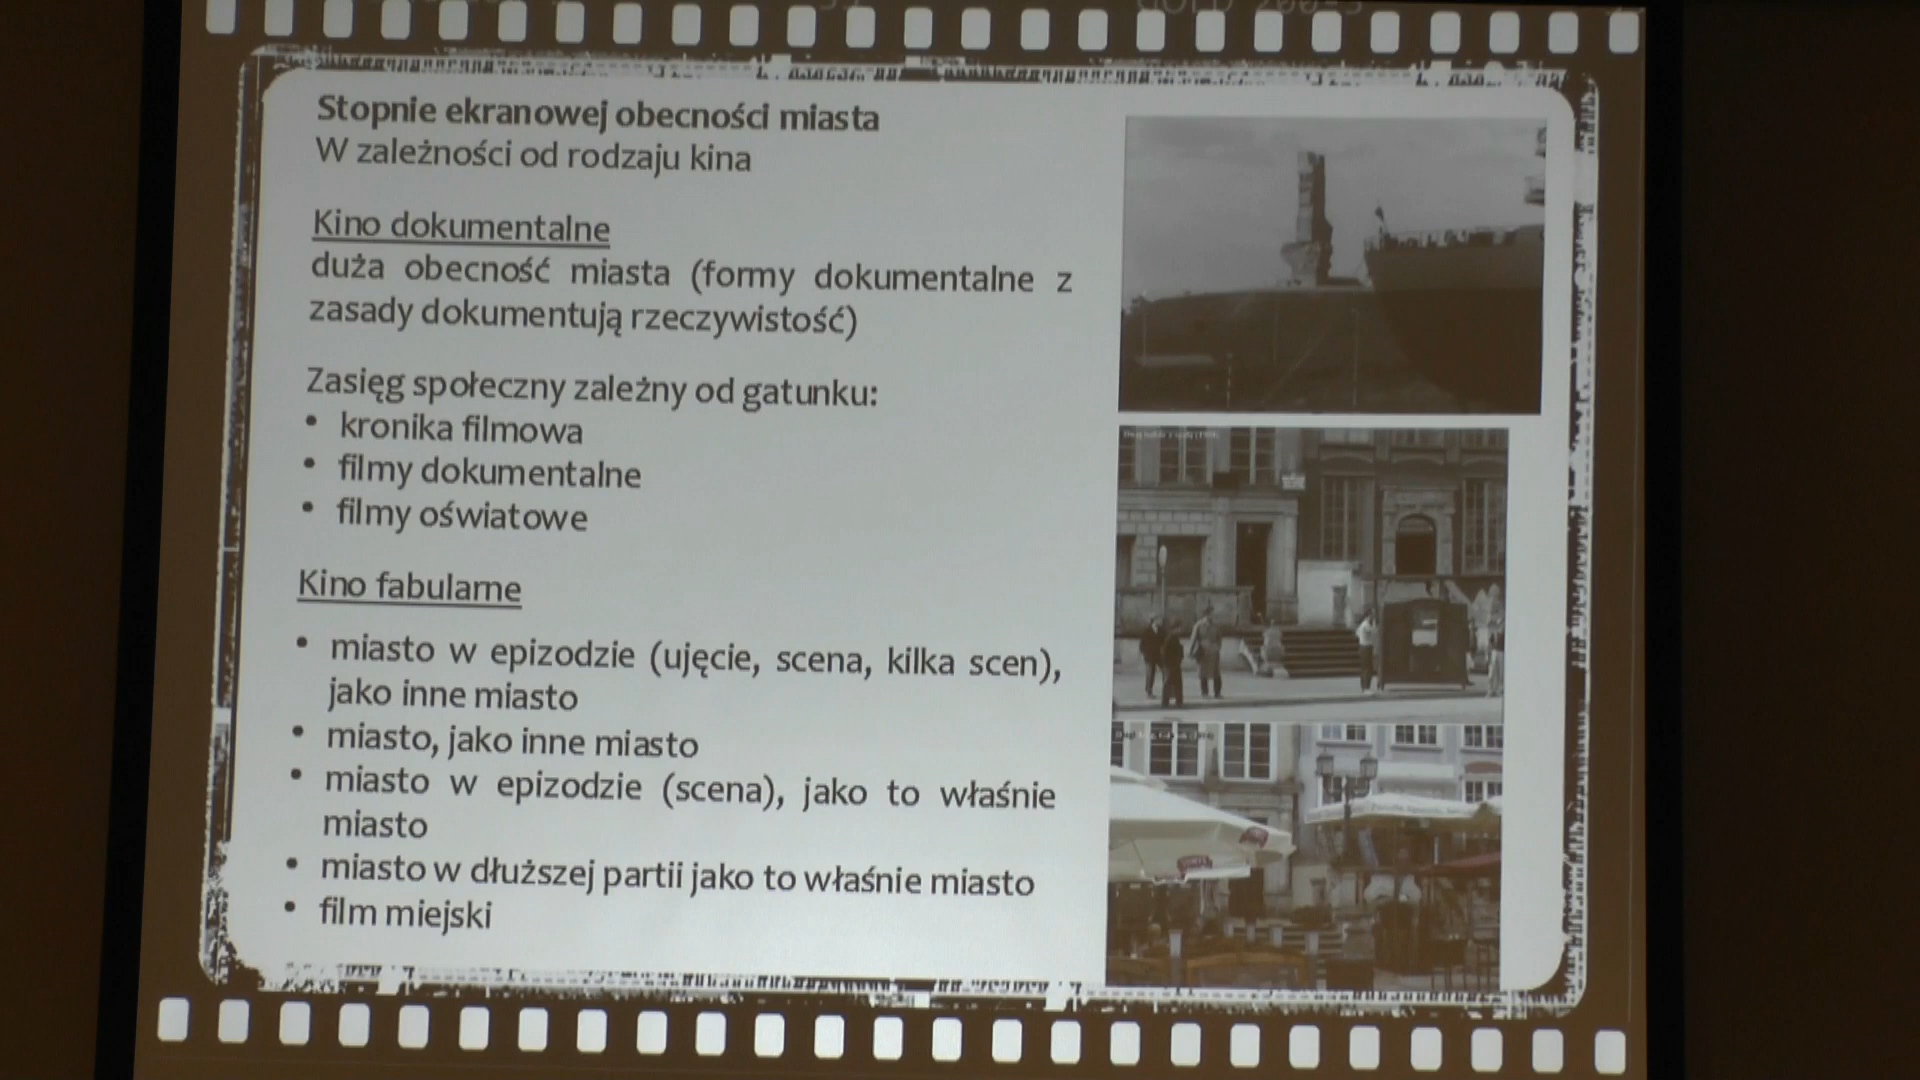 Stopnie ekranowej obecności miasta
W zależności od rodzaju kina
Kino dokumentalne
duża obecność miasta (formy dokumentalne z
zasady dokumentują rzeczywistość)
Zasięg społeczny zależny od gatunku:
• kronika filmowa
• filmy dokumentalne
• filmy oświatowe
Kino fabularne
• miasto w epizodzie (ujęcie, scena, kilka scen),
jako inne miasto
• miasto, jako inne miasto
• miasto w epizodzie (scena), jako to właśnie
miasto
• miasto w dłuższej partii jako to właśnie miasto
• film miejski